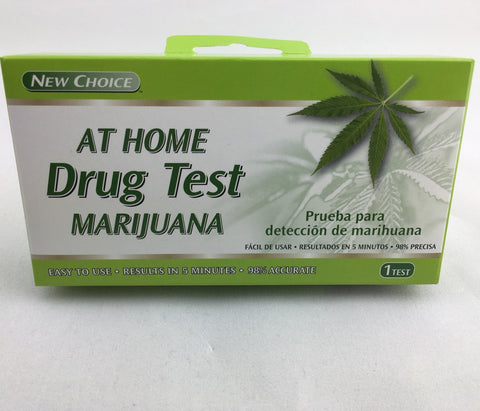 NEW CHOICE
AT HOME
Drug Test
MARIJUANA
Prueba para
detección de marihuana
FÁCIL DE USAR • RESULTADOS EN 5 MINUTOS • 98% PRECISA
EASY TO USE • RESULTS IN 5 MINUTES • 98% ACCURATE
1 TEST